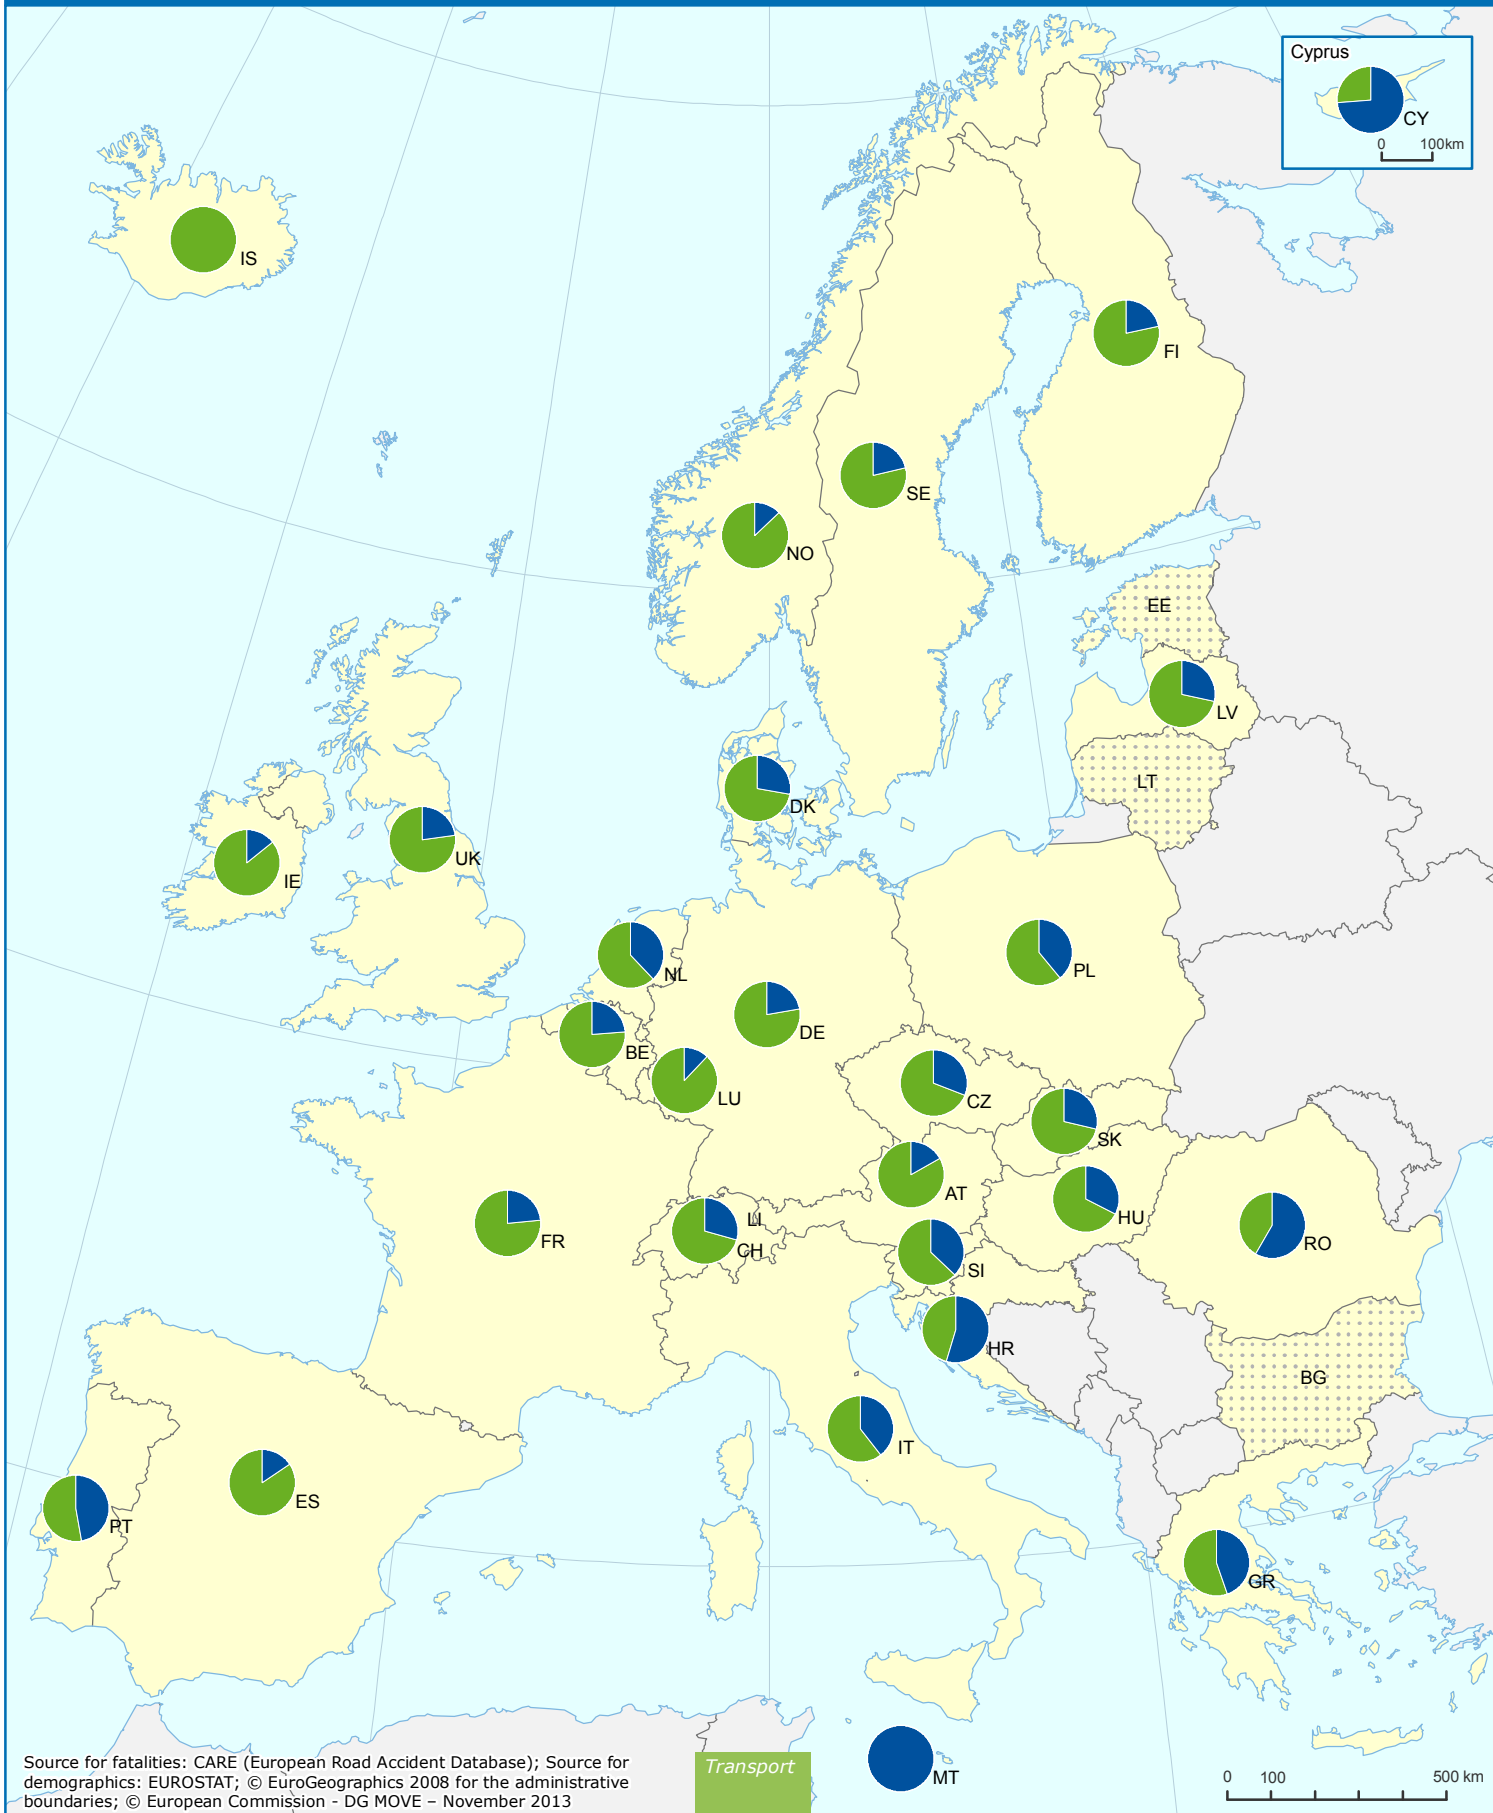 Cyprus
CY
0 100km
IS
FI
SE
NO
EE
LV
LT
DK
UK
IE
NL
PL
BE
DE
LU
CZ
SK
AT
HU
FR
LI
CH
SI
RO
HR
BG
IT
ES
PT
GR
MT
Source for fatalities: CARE (European Road Accident Database); Source for
demographics: EUROSTAT; © EuroGeographics 2008 for the administrative
boundaries; © European Commission - DG MOVE – November 2013
Transport
0 100 500 km